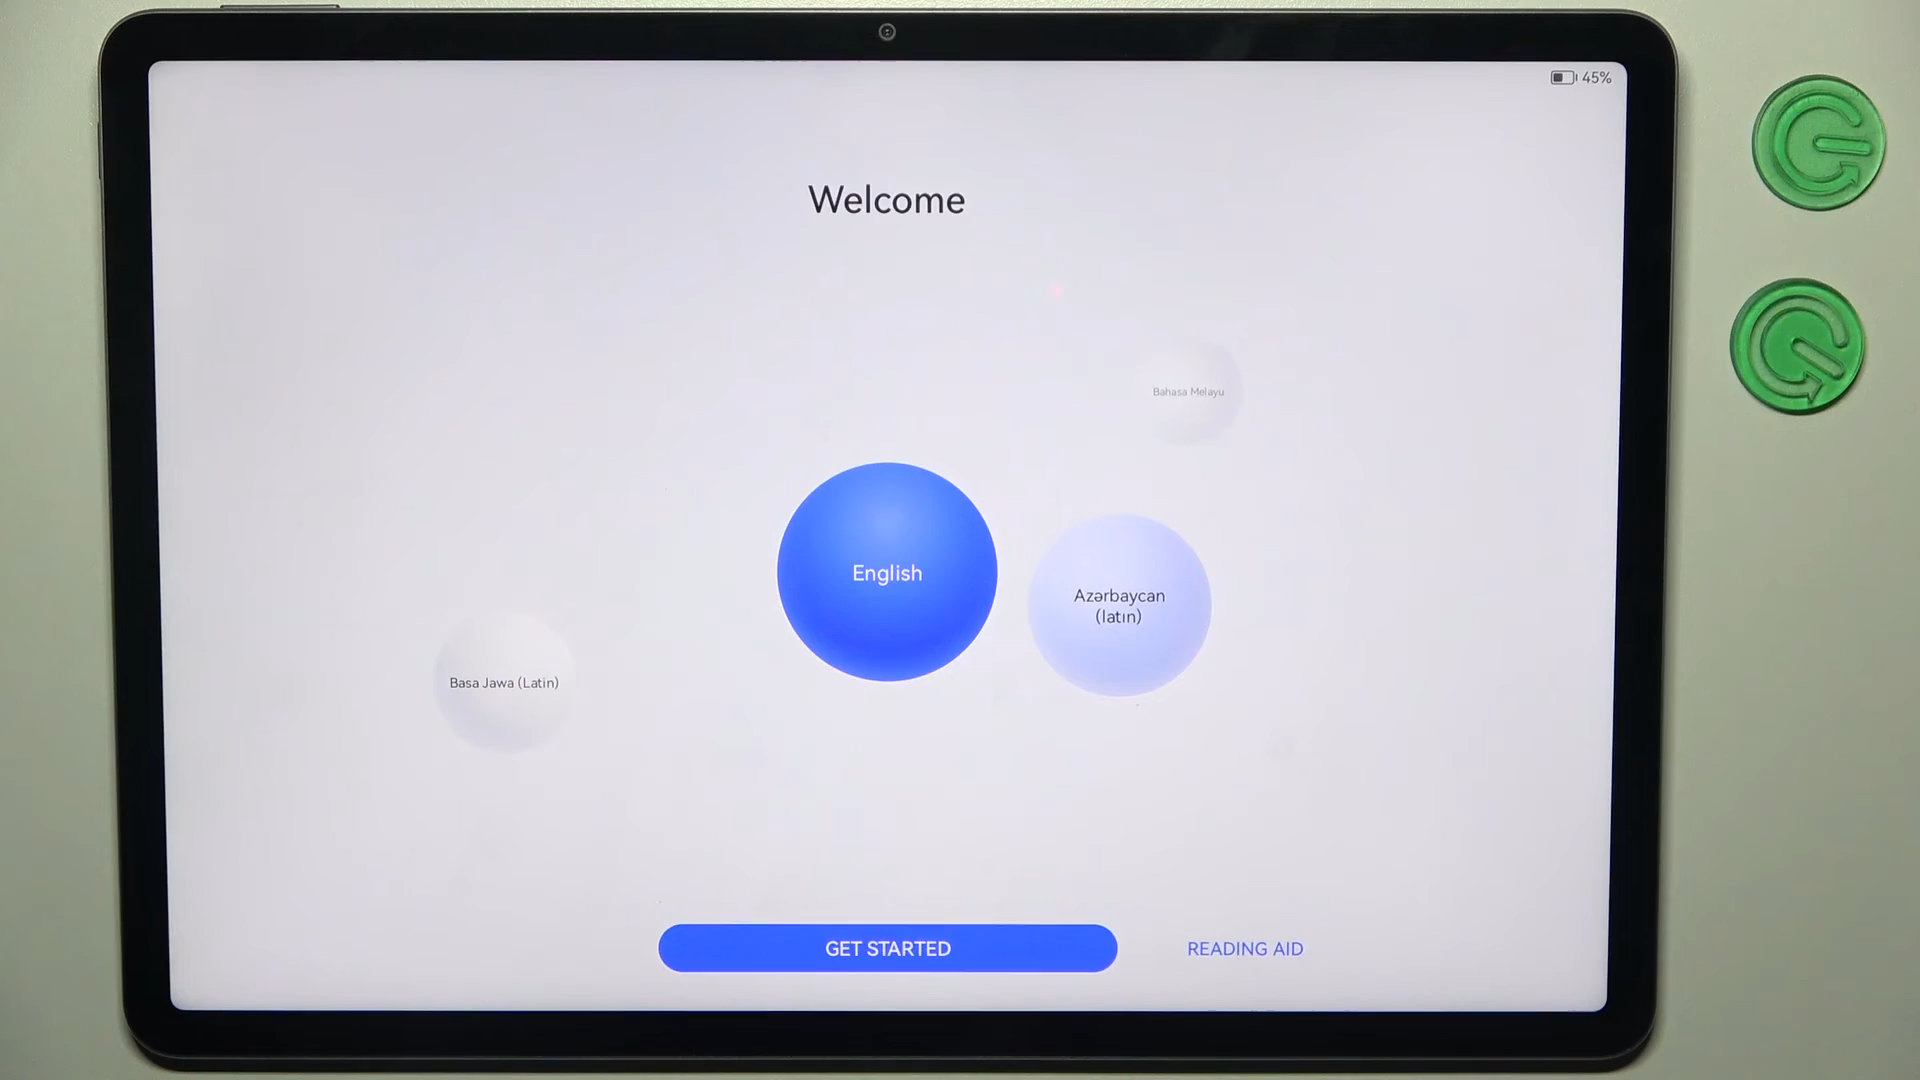 45%
Welcome
Bahasa Melayu
English
Azərbaycan
(latın)
Basa Jawa (Latin)
GET STARTED
READING AID